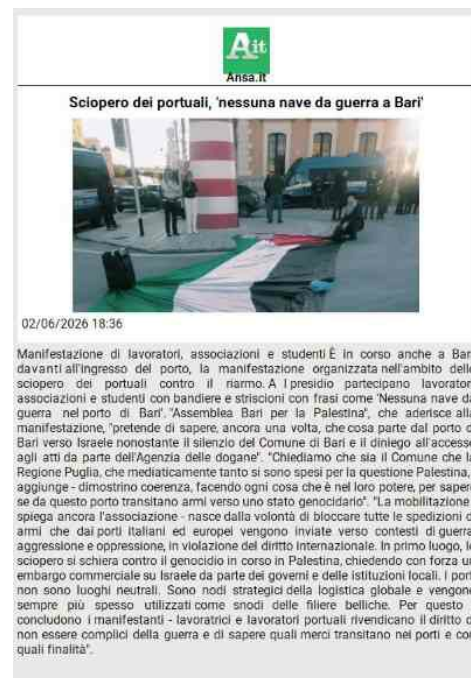 Ait
Ansa.it
Sciopero dei portuali, 'nessuna nave da guerra a Bari'
02/06/2026 18:36
Manifestazione di lavoratori, associazioni e studenti È in corso anche a Bari
davanti all'ingresso del porto, la manifestazione organizzata nell'ambito dello
sciopero dei portuali contro il riarmo. A l presidio partecipano lavoratori
associazioni e studenti con bandiere e striscioni con frasi come 'Nessuna nave da
guerra nel porto di Bari'. "Assemblea Bari per la Palestina", che aderisce alla
manifestazione, "pretende di sapere, ancora una volta, che cosa parte dal porto d
Bari verso Israele nonostante il silenzio del Comune di Bari e il diniego all'accesso
agli atti da parte dell'Agenzia delle dogane". "Chiediamo che sia il Comune che la
Regione Puglia, che mediaticamente tanto si sono spesi per la questione Palestina,
aggiunge - dimostrino coerenza, facendo ogni cosa che è nel loro potere, per sapere
se da questo porto transitano armi verso uno stato genocidario". "La mobilitazione
spiega ancora l'associazione - nasce dalla volontà di bloccare tutte le spedizioni d
armi che dai porti italiani ed europei vengono inviate verso contesti di guerra
aggressione e oppressione, in violazione del diritto internazionale. In primo luogo, lo
sciopero si schiera contro il genocidio in corso in Palestina, chiedendo con forza un
embargo commerciale su Israele da parte dei governi e delle istituzioni locali. I port
non sono luoghi neutrali. Sono nodi strategici della logistica globale e vengono
sempre più spesso utilizzati come snodi delle filiere belliche. Per questo
concludono i manifestanti - lavoratrici e lavoratori portuali rivendicano il diritto d
non essere complici della guerra e di sapere quali merci transitano nei porti e con
quali finalità".